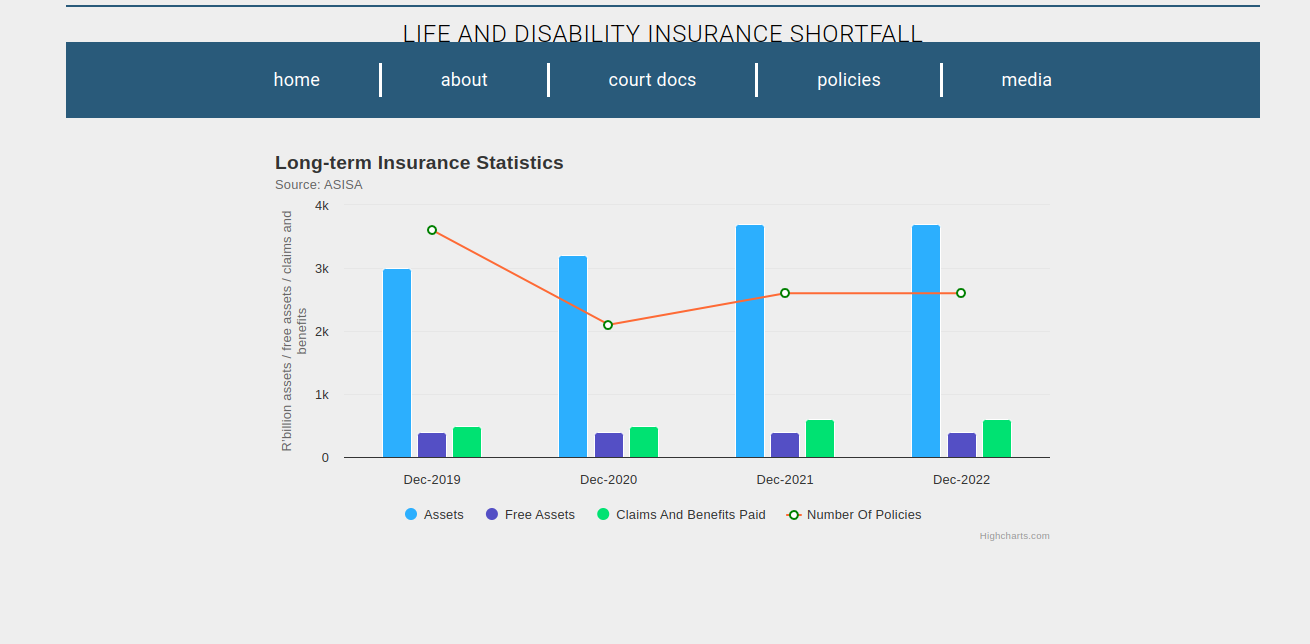 LIFE AND DISABILITY INSURANCE SHORTFALL
home about court docs policies media
Long-term Insurance Statistics
Source: ASISA
R'billion assets / free assets / claims and
benefits
4k
3k
2k
1k
0
Dec-2019 Dec-2020 Dec-2021 Dec-2022
Assets Free Assets Claims And Benefits Paid Number Of Policies
Highcharts.com